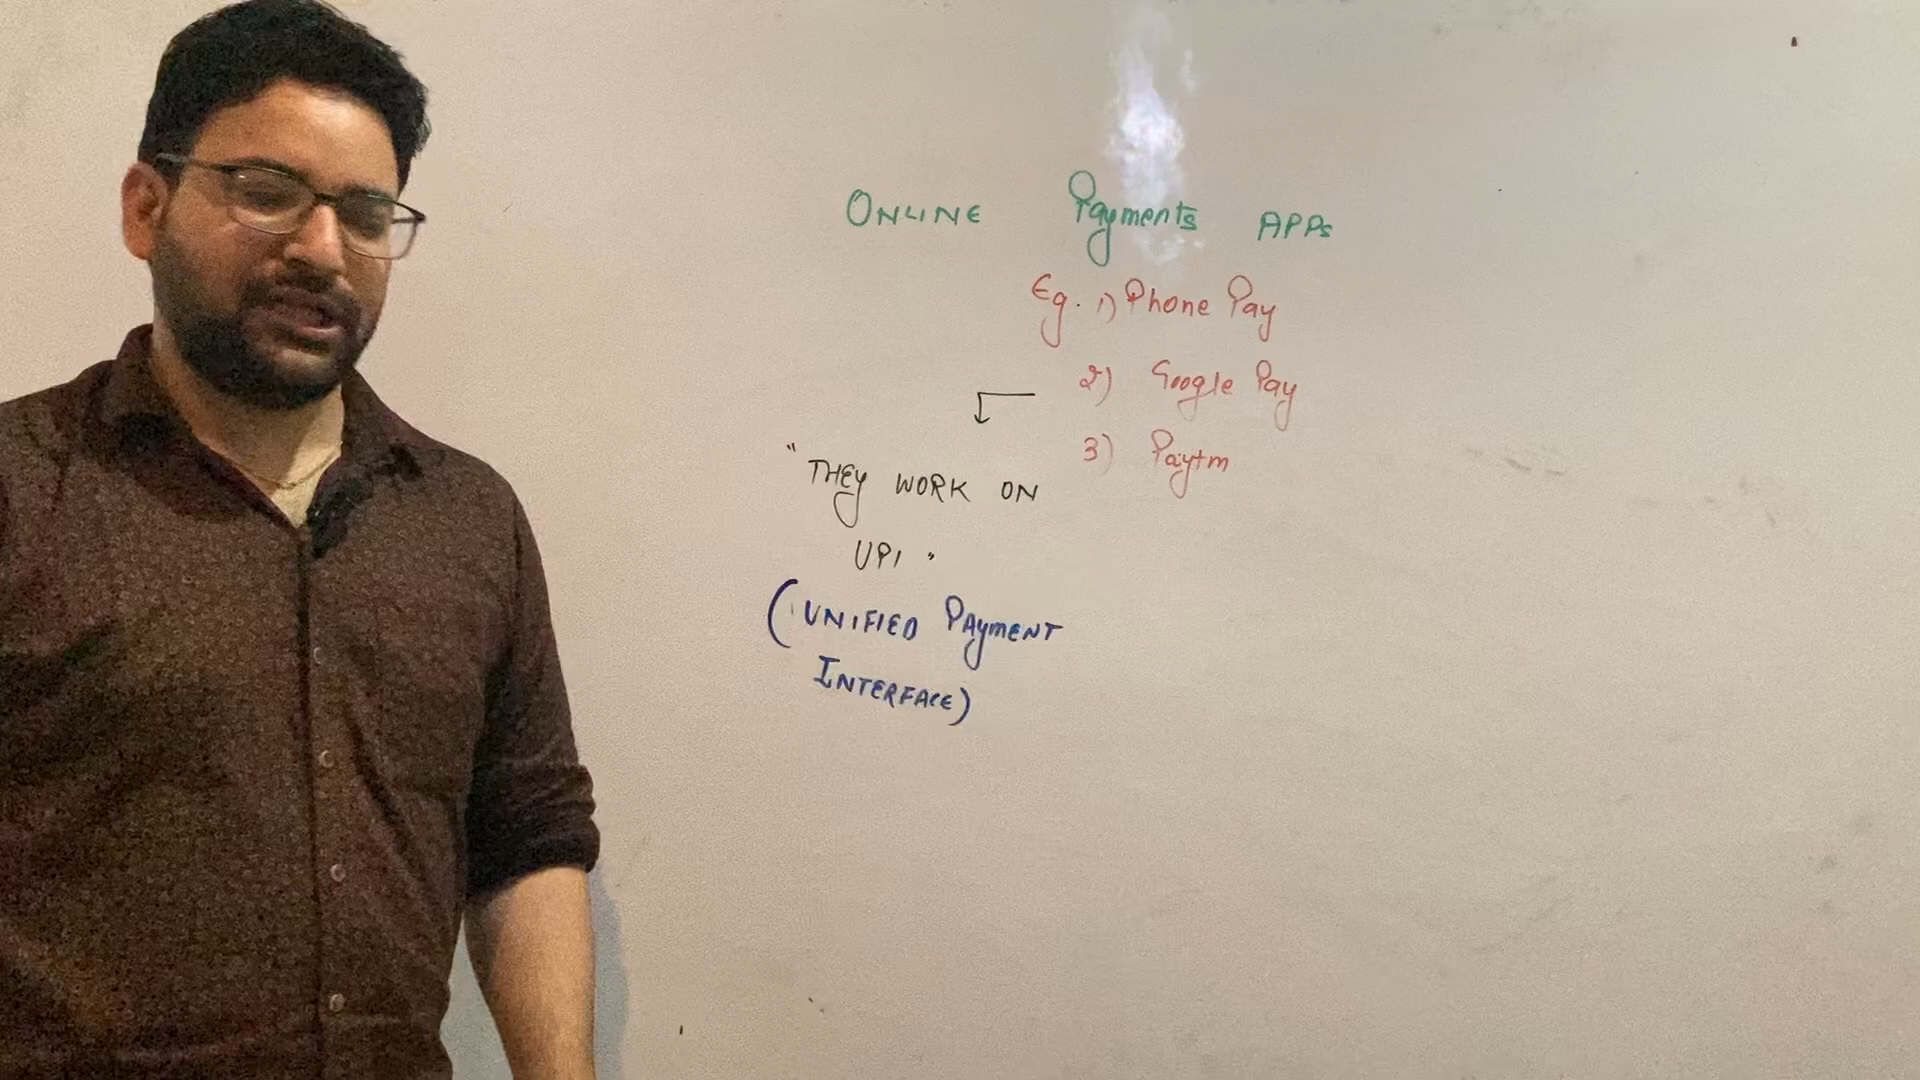 ONLINE Payments APPs
Eg. 1) Phone Pay
2) Google Pay
3) Paytm
"THEY WORK ON
UPI"
(UNIFIED PAYMENT
INTERFACE)